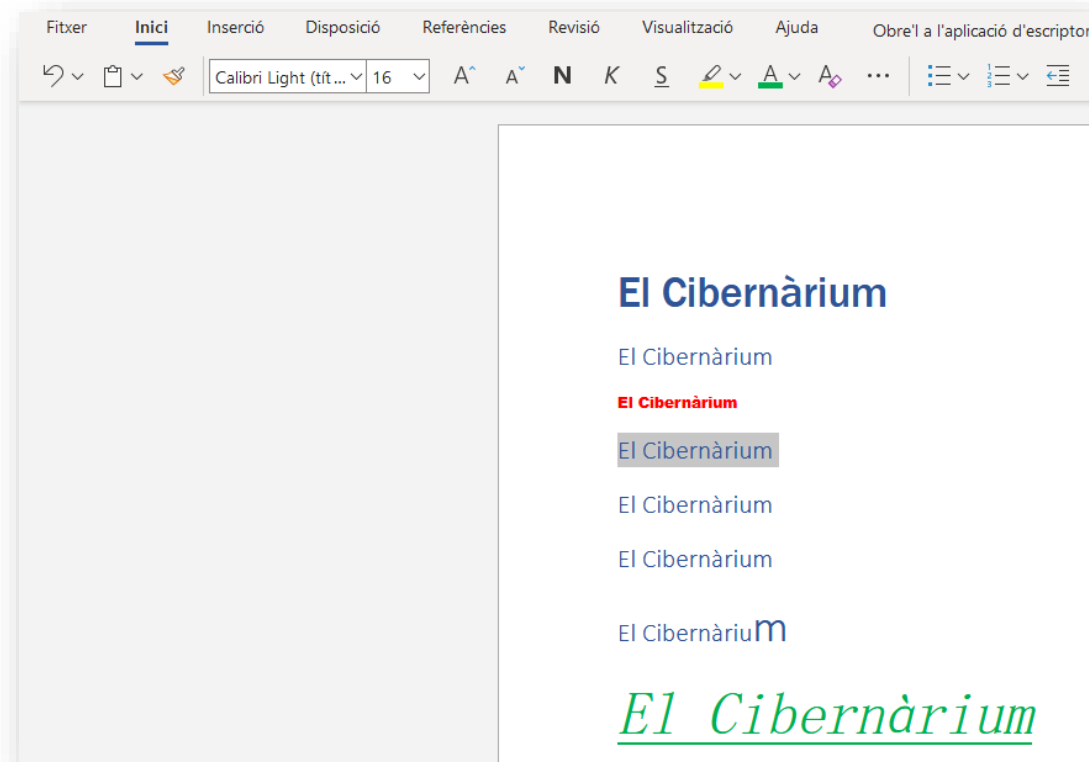 Fitxer Inici Inserció Disposició Referències Revisió Visualització Ajuda Obre'l a l'aplicació d'escriptor
Calibri Light (tít... 16 A A N K S A A ...
El Cibernàrium
El Cibernàrium
El Cibernàrium
El Cibernàrium
El Cibernàrium
El Cibernàrium
El Cibernàrium
El Cibernàrium